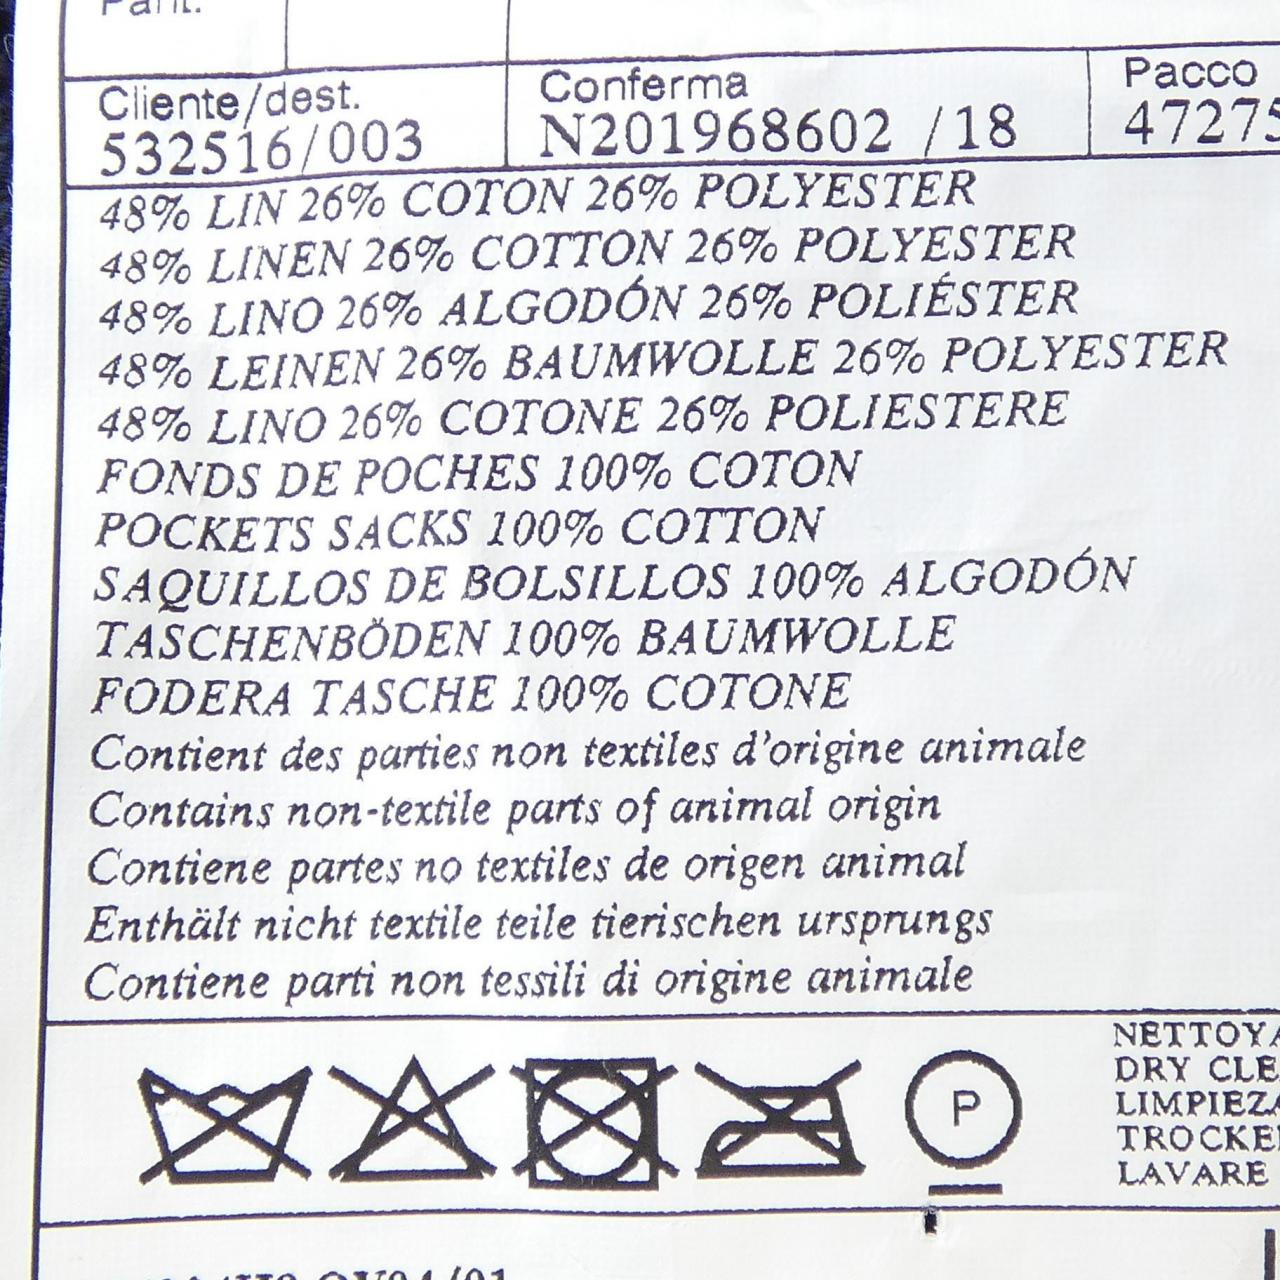 Part.
Cliente/dest.
532516/003
Conferma
N201968602 /18
Pacco
47275
48% LIN 26% COTON 26% POLYESTER
48% LINEN 26% COTTON 26% POLYESTER
48% LINO 26% ALGODÓN 26% POLIÉSTER
48% LEINEN 26% BAUMWOLLE 26% POLYESTER
48% LINO 26% COTONE 26% POLIESTERE
FONDS DE POCHES 100% COTON
POCKETS SACKS 100% COTTON
SAQUILLOS DE BOLSILLOS 100% ALGODÓN
TASCHENBÖDEN 100% BAUMWOLLE
FODERA TASCHE 100% COTONE
Contient des parties non textiles d'origine animale
Contains non-textile parts of animal origin
Contiene partes no textiles de origen animal
Enthält nicht textile teile tierischen ursprungs
Contiene parti non tessili di origine animale
P
NETTOYA
DRY CLE
LIMPIEZA
TROCKE
LAVARE